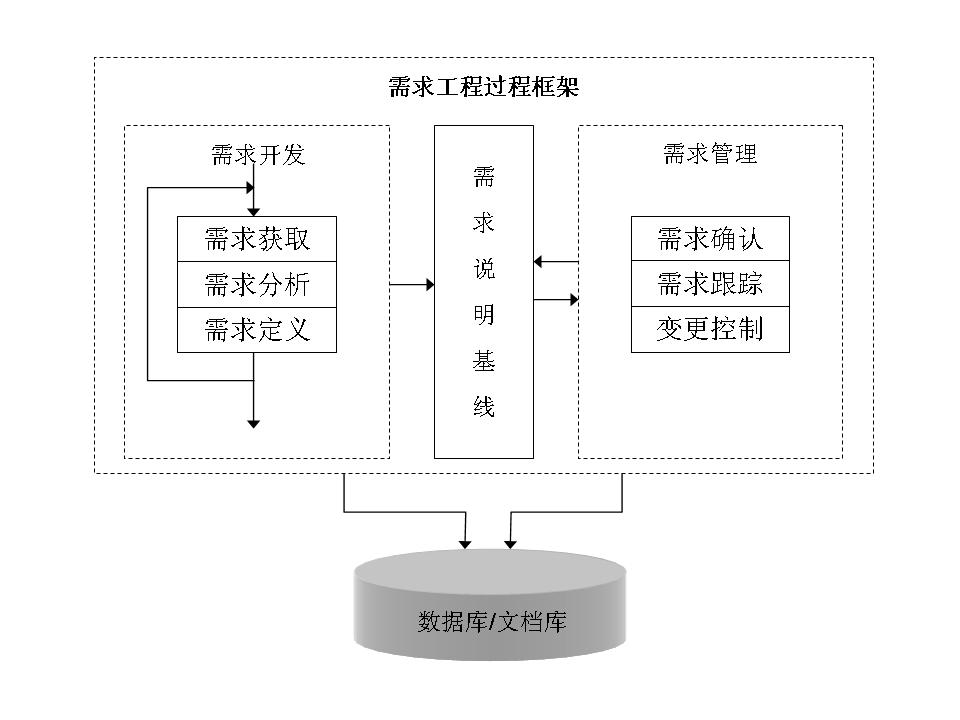 需求工程过程框架
需求开发
需求获取
需求分析
需求定义
需
求
说
明
基
线
需求管理
需求确认
需求跟踪
变更控制
数据库/文档库